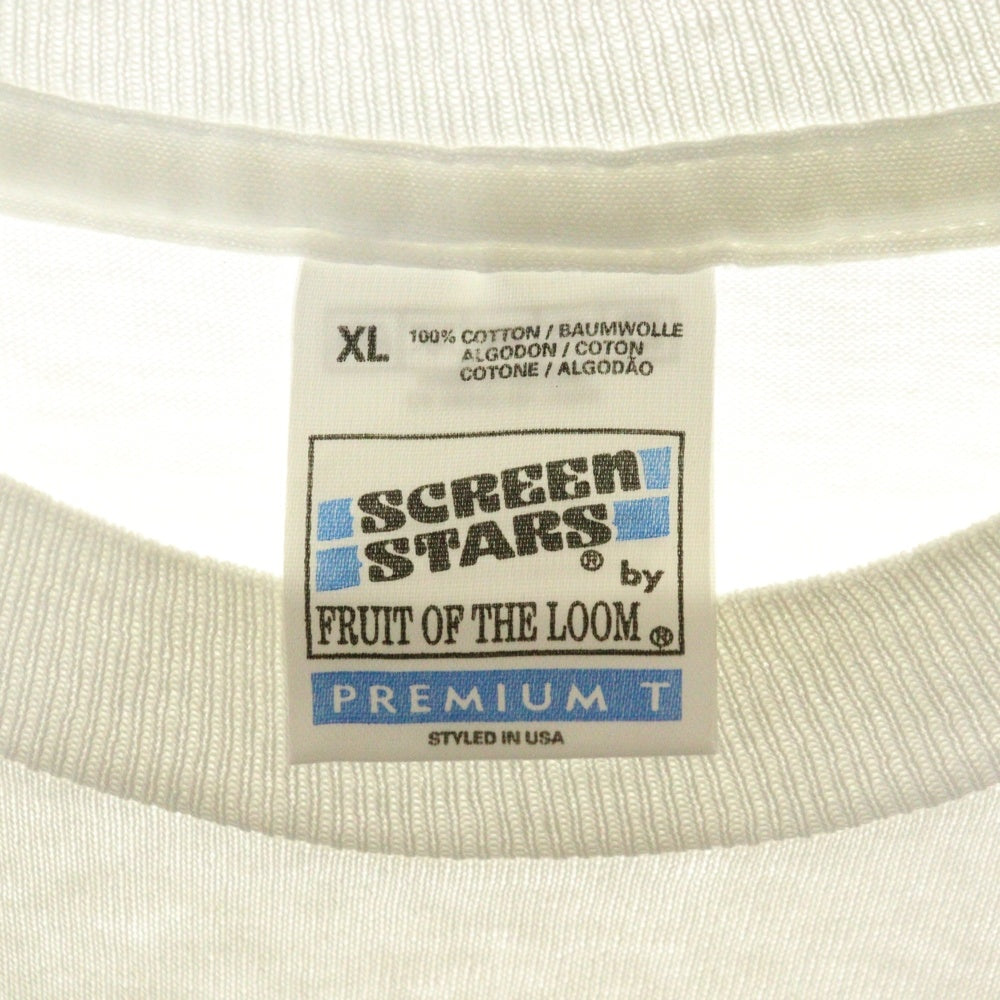 XL 100% COTTON / BAUMWOLLE
ALGODON / COTON
COTONE / ALGODÃO
SCREEN
STARS® by
FRUIT OF THE LOOM®
PREMIUM T
STYLED IN USA